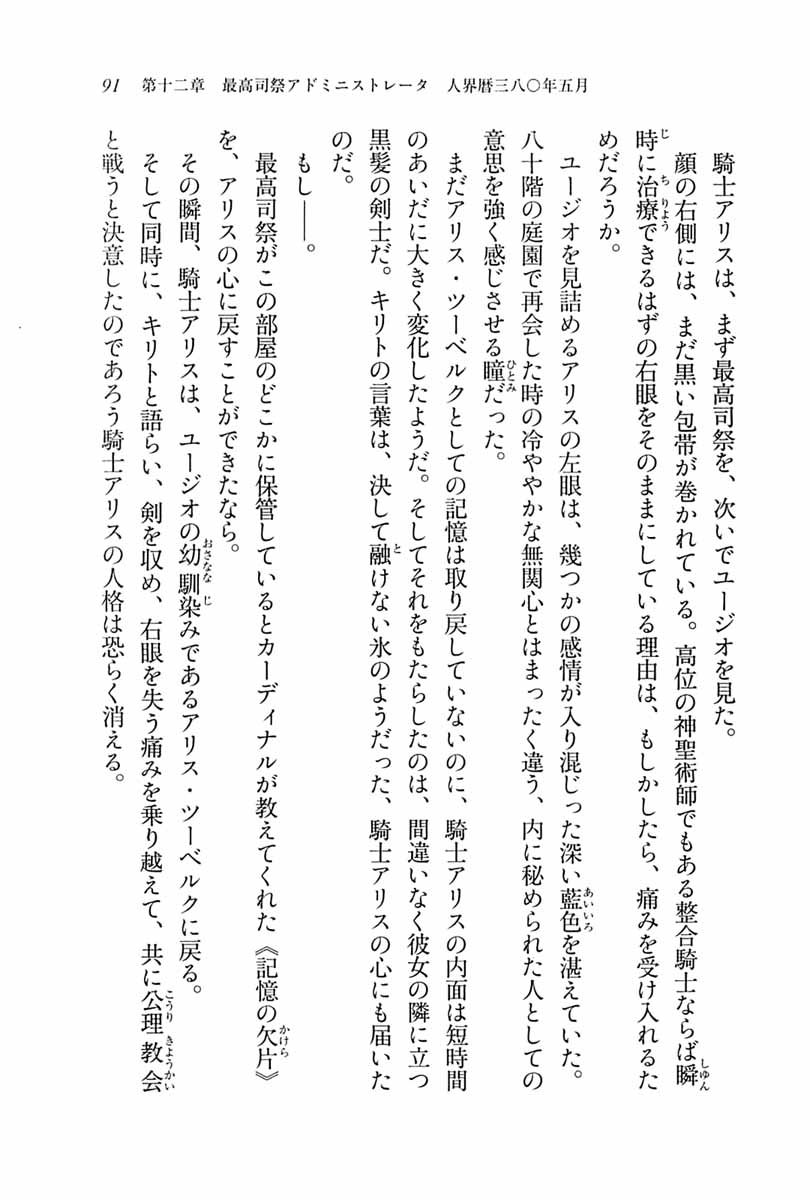 91 第十二章 最高司祭アドミニストレータ 人界暦三八〇年五月
騎士アリスは、まず最高司祭を、次いでユージオを見た。
顔の右側には、まだ黒い包帯が巻かれている。高位の神聖術師でもある整合騎士ならば瞬
時に治療できるはずの右眼をそのままにしている理由は、もしかしたら、痛みを受け入れるた
めだろうか。
ユージオを見詰めるアリスの左眼は、幾つかの感情が入り混じった深い藍色を湛えていた。
八十階の庭園で再会した時の冷ややかな無関心とはまったく違う、内に秘められた人としての
意思を強く感じさせる瞳だった。
まだアリス・ツーベルクとしての記憶は取り戻していないのに、騎士アリスの内面は短時間
のあいだに大きく変化したようだ。そしてそれをもたらしたのは、間違いなく彼女の隣に立つ
黒髪の剣士だ。キリトの言葉は、決して融けない氷のようだった、騎士アリスの心にも届いた
のだ。
もし――。
最高司祭がこの部屋のどこかに保管しているとカーディナルが教えてくれた《記憶の欠片》
を、アリスの心に戻すことができたなら。
その瞬間、騎士アリスは、ユージオの幼馴染みであるアリス・ツーベルクに戻る。
そして同時に、キリトと語らい、剣を収め、右眼を失う痛みを乗り越えて、共に公理教会
と戦うと決意したのであろう騎士アリスの人格は恐らく消える。